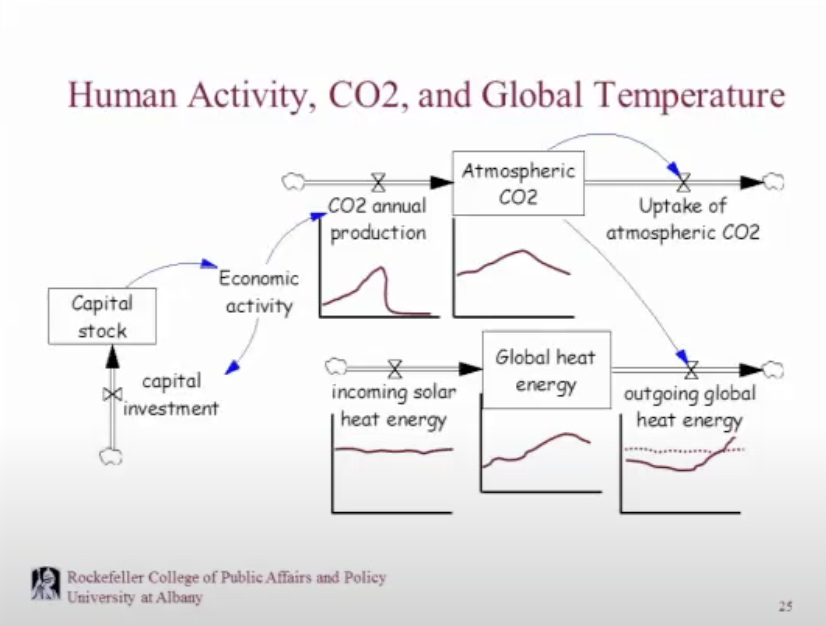 Human Activity, CO2, and Global Temperature
Atmospheric
CO2
CO2 annual
production
Uptake of
atmospheric CO2
Economic
activity
Capital
stock
capital
investment
Global heat
energy
incoming solar
heat energy
outgoing global
heat energy
Rockefeller College of Public Affairs and Policy
University at Albany
25